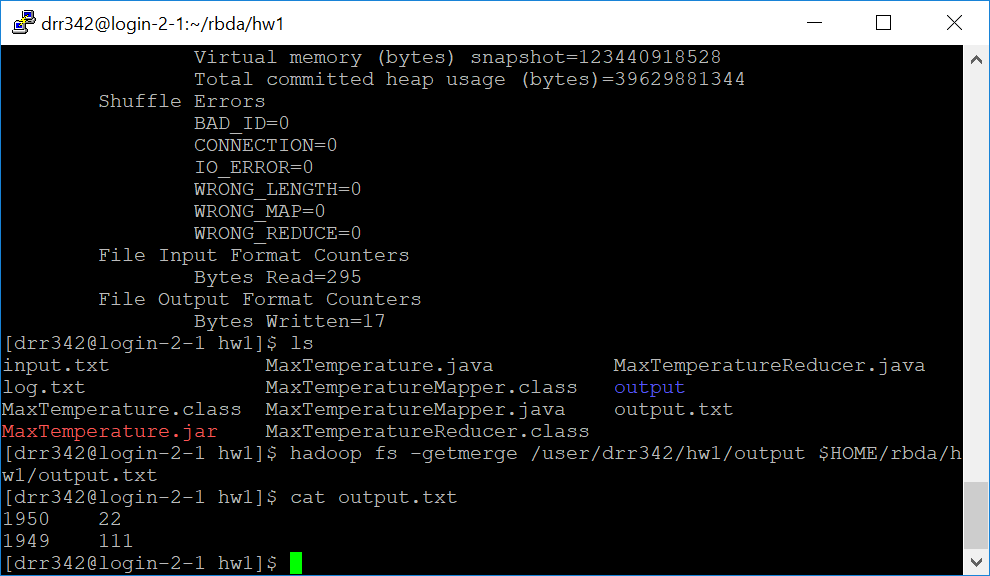 drr342@login-2-1:~/rbda/hw1
Virtual memory (bytes) snapshot=123440918528
Total committed heap usage (bytes)=39629881344
Shuffle Errors
BAD_ID=0
CONNECTION=0
IO_ERROR=0
WRONG_LENGTH=0
WRONG_MAP=0
WRONG_REDUCE=0
File Input Format Counters
Bytes Read=295
File Output Format Counters
Bytes Written=17
[drr342@login-2-1 hw1]$ ls
input.txt MaxTemperature.java MaxTemperatureReducer.java
log.txt MaxTemperatureMapper.class output
MaxTemperature.class MaxTemperatureMapper.java output.txt
MaxTemperature.jar MaxTemperatureReducer.class
[drr342@login-2-1 hw1]$ hadoop fs -getmerge /user/drr342/hw1/output $HOME/rbda/h
w1/output.txt
[drr342@login-2-1 hw1]$ cat output.txt
1950 22
1949 111
[drr342@login-2-1 hw1]$